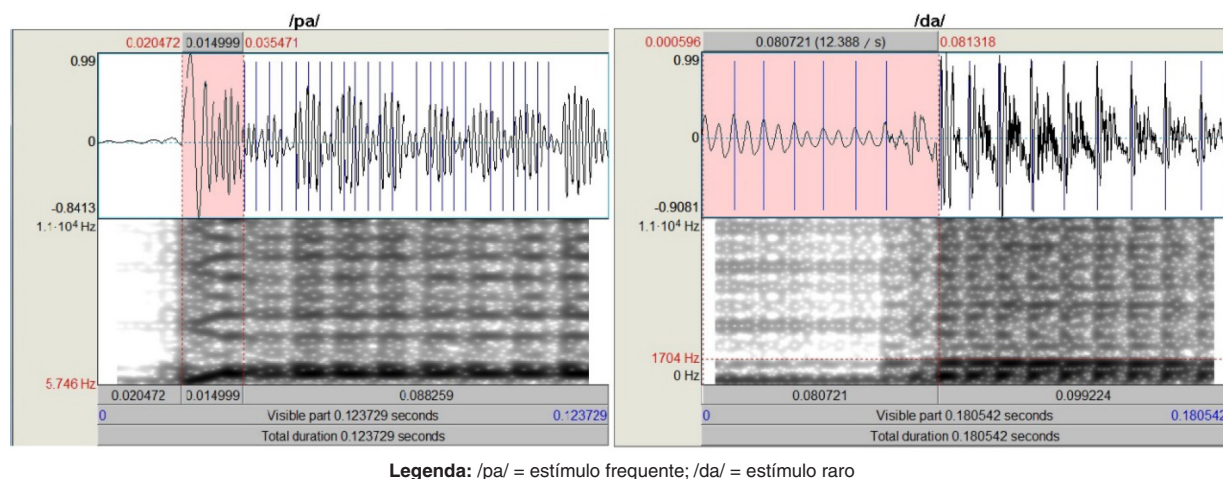 /pa/
0.020472 0.014999 0.035471
0.99
0
-0.8413
1.1·10⁴ Hz
5.746 Hz
0.020472 0.014999 0.088259
0 Visible part 0.123729 seconds 0.123729
Total duration 0.123729 seconds
/da/
0.000596 0.080721 (12.388 / s) 0.081318
0.99
0
-0.9081
1.1·10⁴ Hz
1704 Hz
0 Hz
0.080721 0.099224
0 Visible part 0.180542 seconds 0.180542
Total duration 0.180542 seconds
Legenda: /pa/ = estímulo frequente; /da/ = estímulo raro